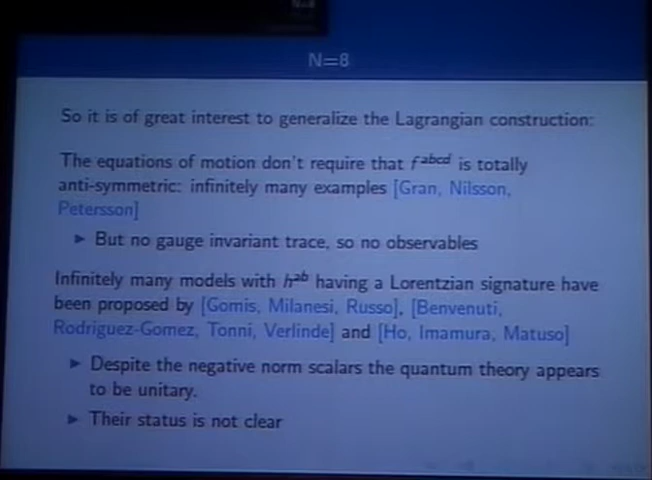 N=8
So it is of great interest to generalize the Lagrangian construction:
The equations of motion don't require that f^abcd is totally
anti-symmetric: infinitely many examples [Gran, Nilsson,
Petersson]
► But no gauge invariant trace, so no observables
Infinitely many models with h^ab having a Lorentzian signature have
been proposed by [Gomis, Milanesi, Russo], [Benvenuti,
Rodriguez-Gomez, Tonni, Verlinde] and [Ho, Imamura, Matuso]
► Despite the negative norm scalars the quantum theory appears
to be unitary.
► Their status is not clear